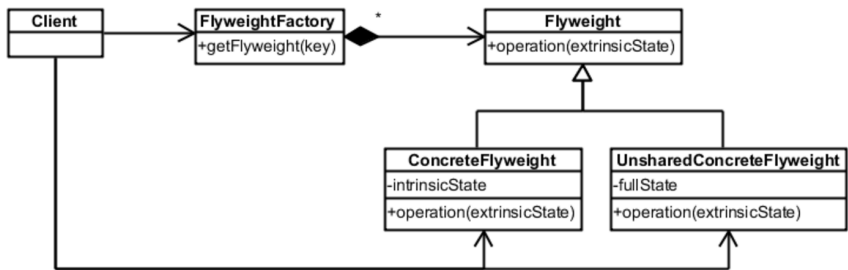 Client
FlyweightFactory
+getFlyweight(key)
*
Flyweight
+operation(extrinsicState)
ConcreteFlyweight
-intrinsicState
+operation(extrinsicState)
UnsharedConcreteFlyweight
-fullState
+operation(extrinsicState)